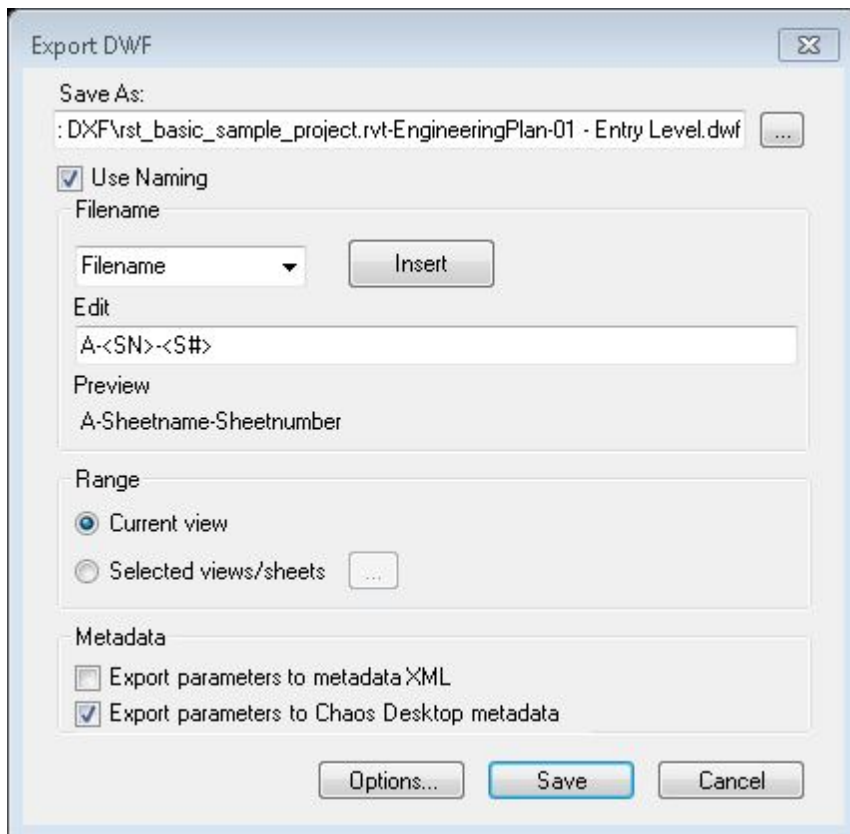 Export DWF
Save As:
: DXF\rst_basic_sample_project.rvt-EngineeringPlan-01 - Entry Level.dwf
...
Use Naming
Filename
Filename
Insert
Edit
A-<SN>-<S#>
Preview
A-Sheetname-Sheetnumber
Range
Current view
Selected views/sheets
...
Metadata
Export parameters to metadata XML
Export parameters to Chaos Desktop metadata
Options...
Save
Cancel